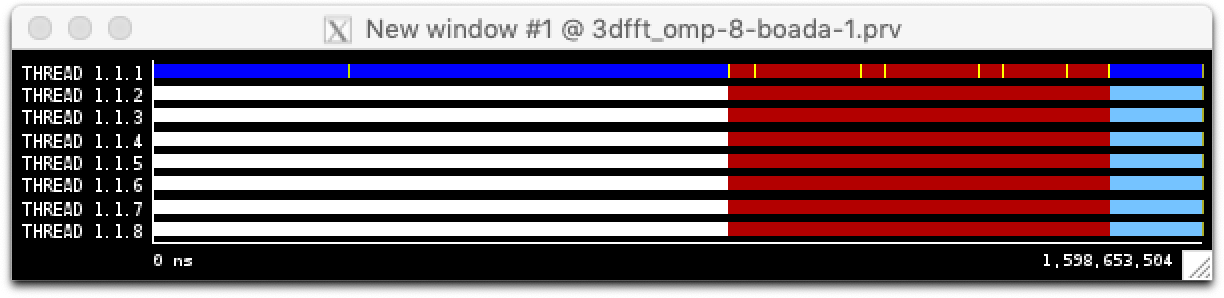 New window #1 @ 3dfft_omp-8-boada-1.prv
THREAD 1.1.1
THREAD 1.1.2
THREAD 1.1.3
THREAD 1.1.4
THREAD 1.1.5
THREAD 1.1.6
THREAD 1.1.7
THREAD 1.1.8
0 ns 1,598,653,504